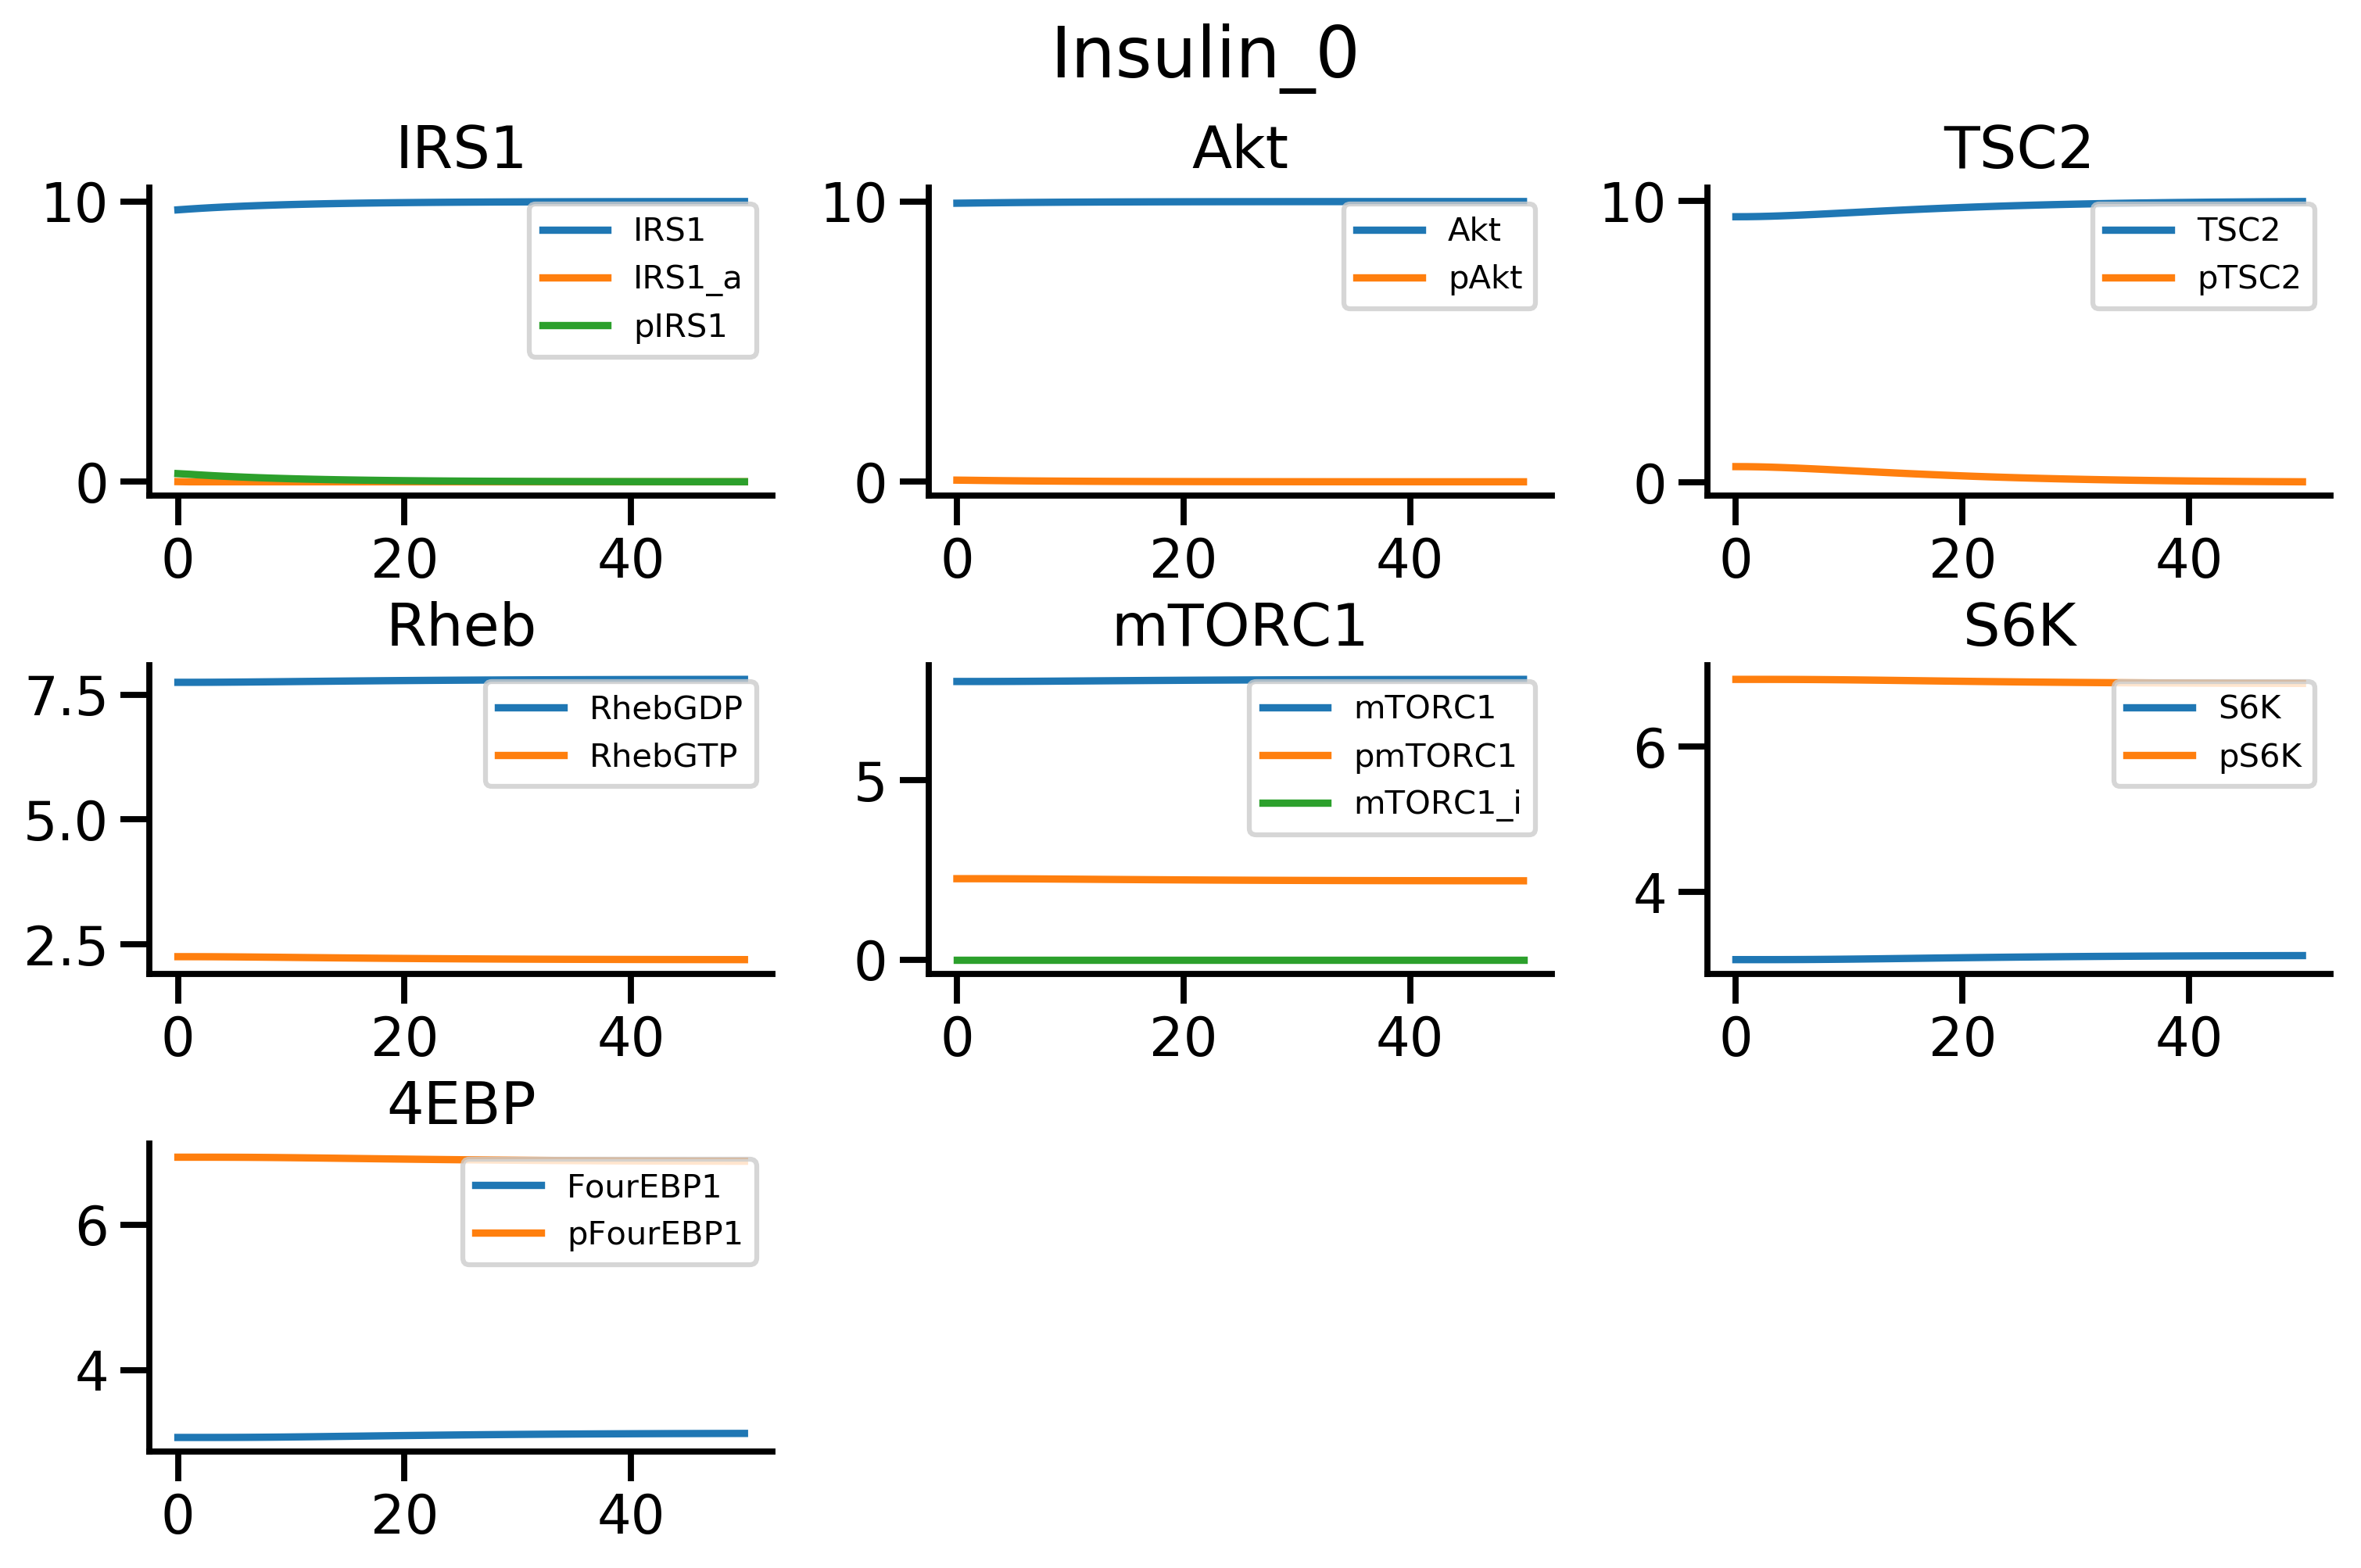 Insulin_0
IRS1
10
0
0 20 40
IRS1
IRS1_a
pIRS1
Akt
10
0
0 20 40
Akt
pAkt
TSC2
10
0
0 20 40
TSC2
pTSC2
Rheb
7.5
5.0
2.5
0 20 40
RhebGDP
RhebGTP
mTORC1
5
0
0 20 40
mTORC1
pmTORC1
mTORC1_i
S6K
6
4
0 20 40
S6K
pS6K
4EBP
6
4
0 20 40
FourEBP1
pFourEBP1